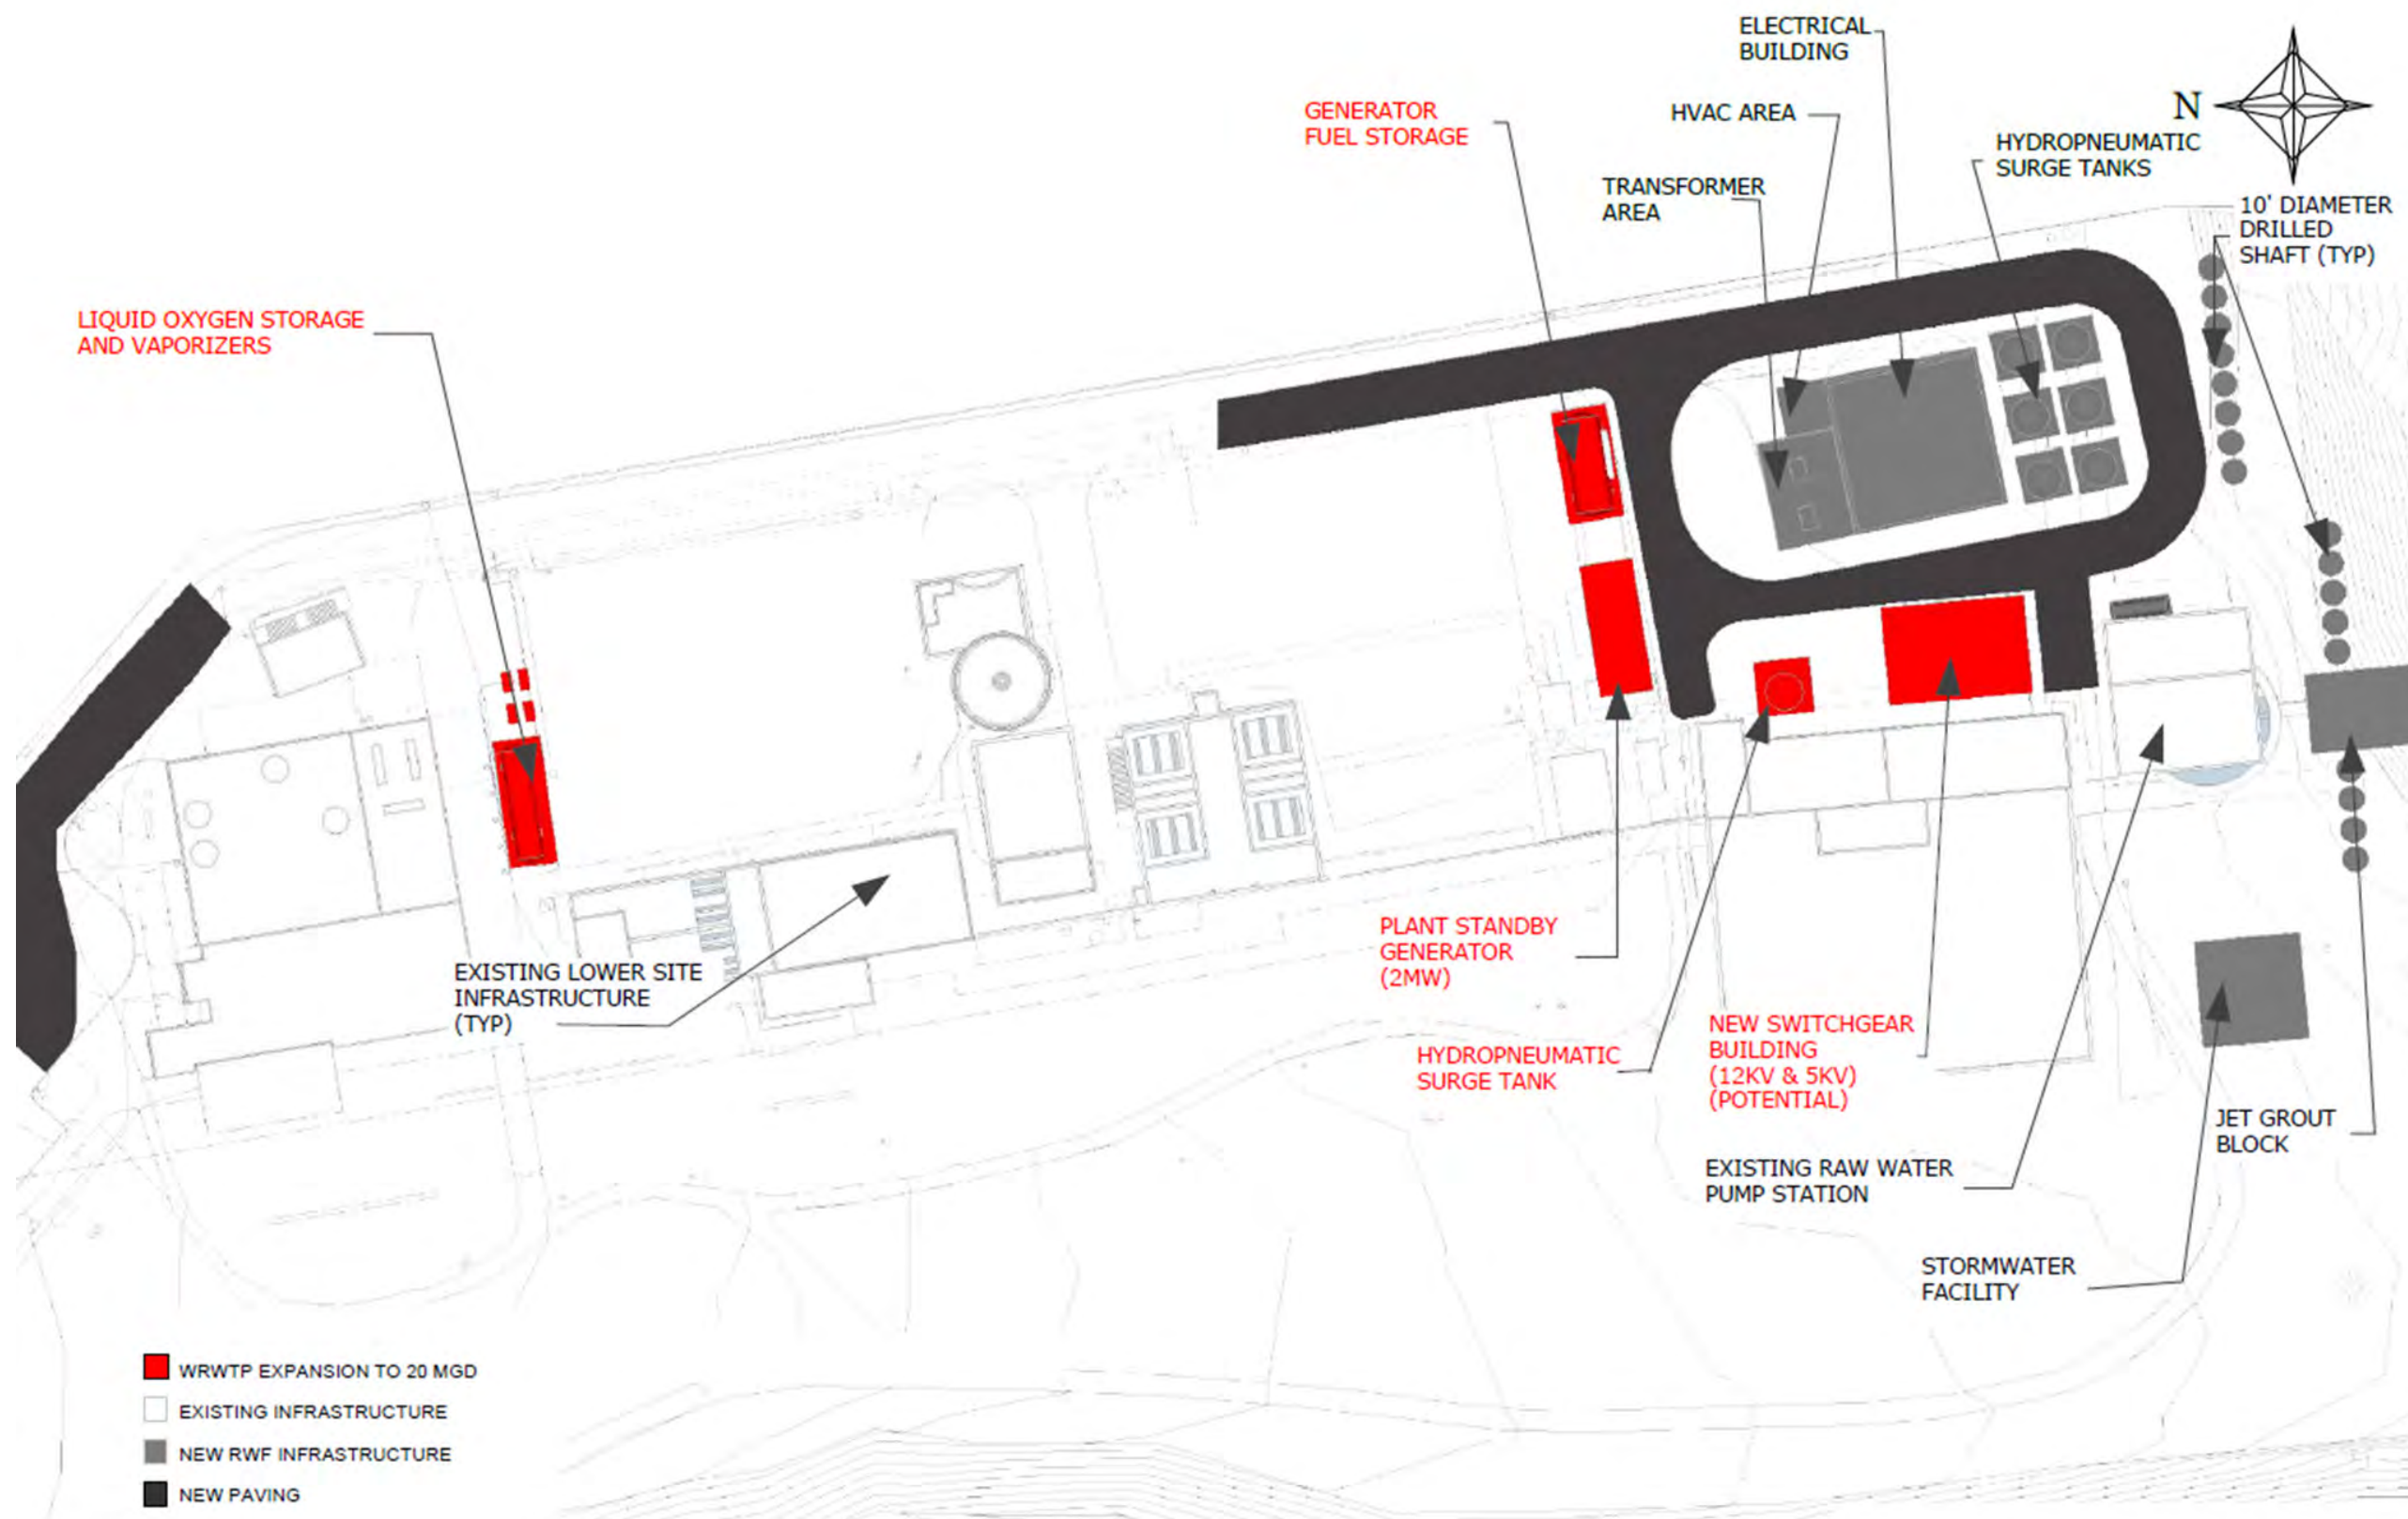 ELECTRICAL
BUILDING
GENERATOR
FUEL STORAGE
HVAC AREA
N
HYDROPNEUMATIC
SURGE TANKS
TRANSFORMER
AREA
10' DIAMETER
DRILLED
SHAFT (TYP)
LIQUID OXYGEN STORAGE
AND VAPORIZERS
EXISTING LOWER SITE
INFRASTRUCTURE
(TYP)
PLANT STANDBY
GENERATOR
(2MW)
HYDROPNEUMATIC
SURGE TANK
NEW SWITCHGEAR
BUILDING
(12KV & 5KV)
(POTENTIAL)
JET GROUT
BLOCK
EXISTING RAW WATER
PUMP STATION
STORMWATER
FACILITY
WRWTP EXPANSION TO 20 MGD
EXISTING INFRASTRUCTURE
NEW RWF INFRASTRUCTURE
NEW PAVING